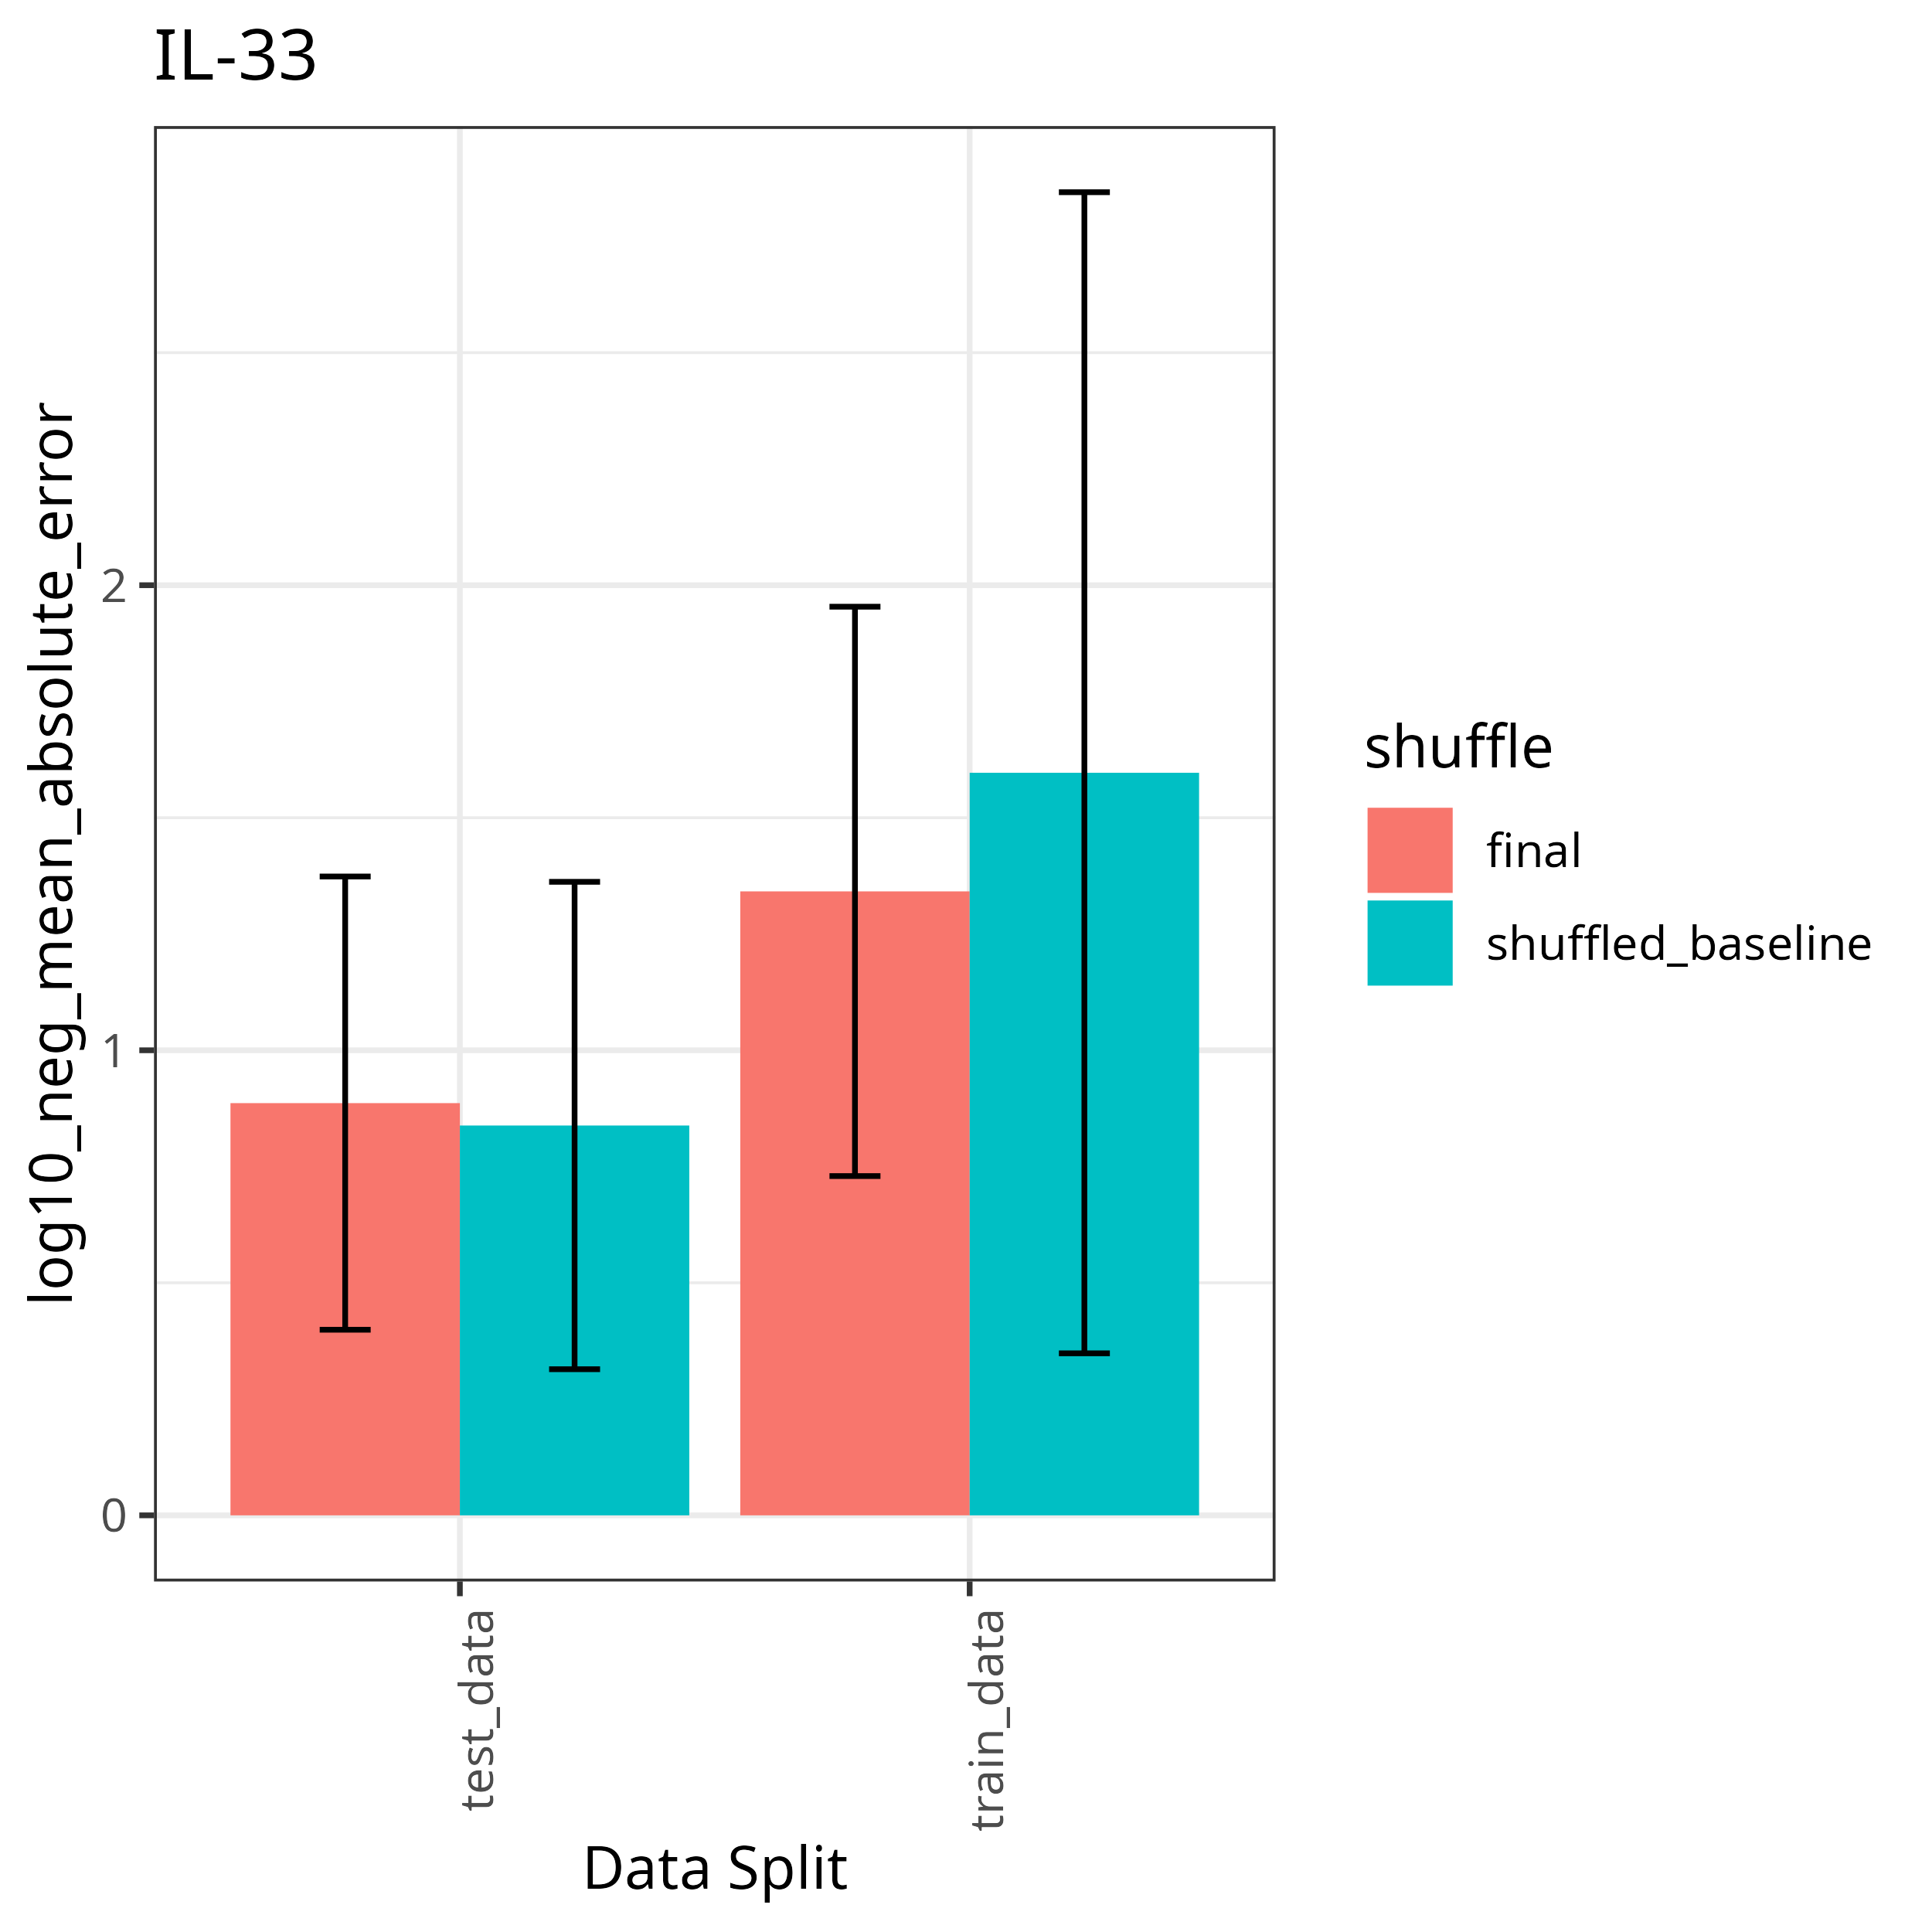 IL-33
log10_neg_mean_absolute_error
2
1
0
test_data
train_data
Data Split
shuffle
final
shuffled_baseline